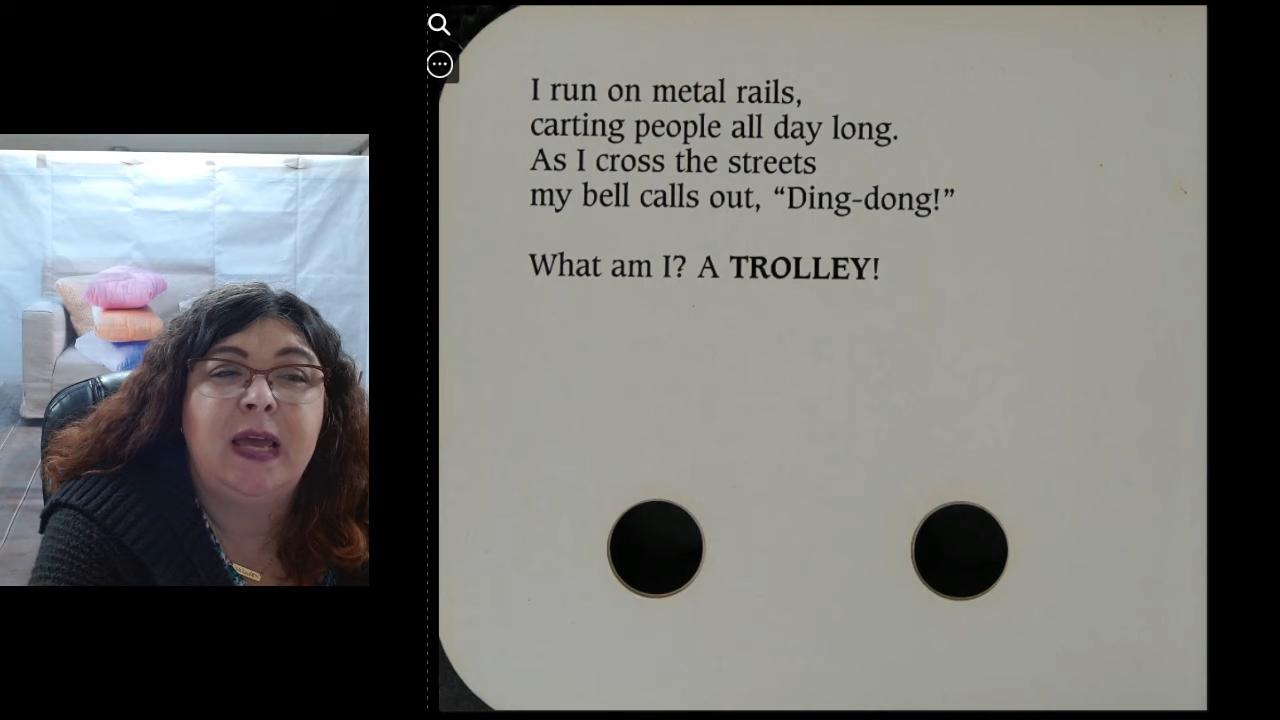 I run on metal rails,
carting people all day long.
As I cross the streets
my bell calls out, “Ding-dong!”
What am I? A TROLLEY!